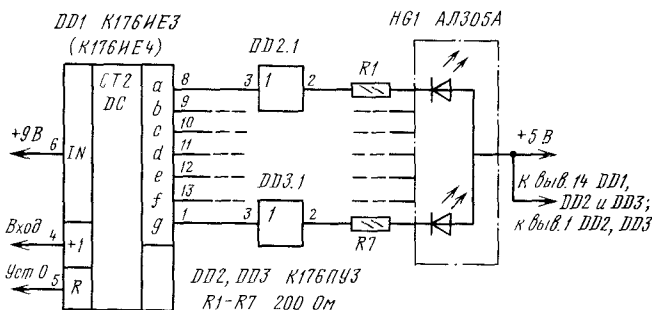 DD1 К176ИЕ3
(К176ИЕ4)
HG1 АЛ305А
DD2.1
CT2
DC
a 8
3 1 2
R1
b 9
c 10
+9В 6 IN
d 11
+5В
e 12
DD3.1
к выв.14 DD1,
DD2 и DD3;
f 13
g 1
3 1 2
к выв.1 DD2, DD3
R7
Вход 4 +1
Уст 0 5 R
DD2, DD3 К176ПУ3
R1-R7 200 Ом